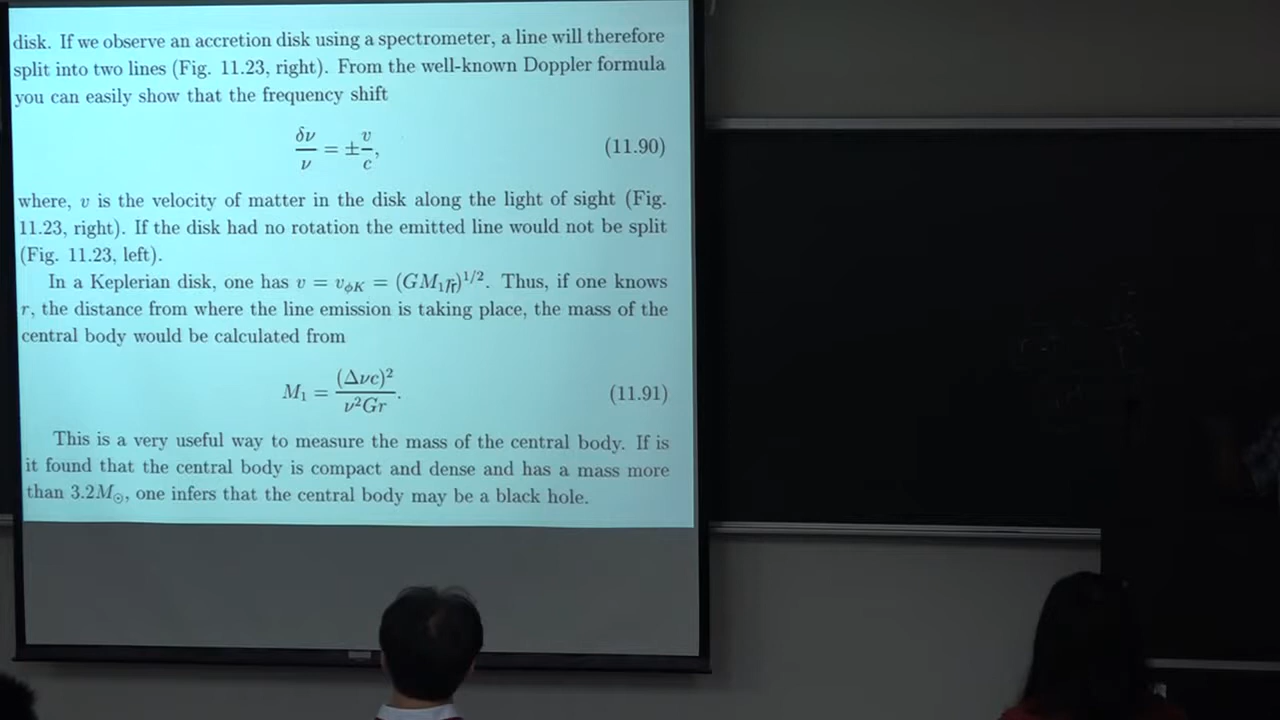 disk. If we observe an accretion disk using a spectrometer, a line will therefore
split into two lines (Fig. 11.23, right). From the well-known Doppler formula
you can easily show that the frequency shift
δν/ν = ±v/c, (11.90)
where, v is the velocity of matter in the disk along the light of sight (Fig.
11.23, right). If the disk had no rotation the emitted line would not be split
(Fig. 11.23, left).
In a Keplerian disk, one has v = v_ϕK = (GM₁/r)^1/2. Thus, if one knows
r, the distance from where the line emission is taking place, the mass of the
central body would be calculated from
M₁ = (Δνc)²/ν²Gr. (11.91)
This is a very useful way to measure the mass of the central body. If is
it found that the central body is compact and dense and has a mass more
than 3.2M⊙, one infers that the central body may be a black hole.